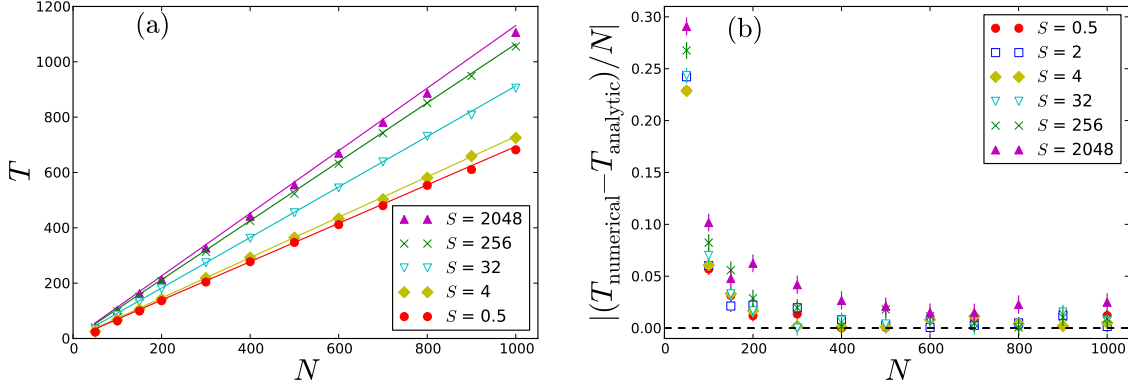 (a)
T
1200
1000
800
600
400
200
0
0 200 400 600 800 1000
N
S = 2048
S = 256
S = 32
S = 4
S = 0.5
(b)
|(T_numerical − T_analytic)/N|
0.30
0.25
0.20
0.15
0.10
0.05
0.00
0 200 400 600 800 1000
N
S = 0.5
S = 2
S = 4
S = 32
S = 256
S = 2048